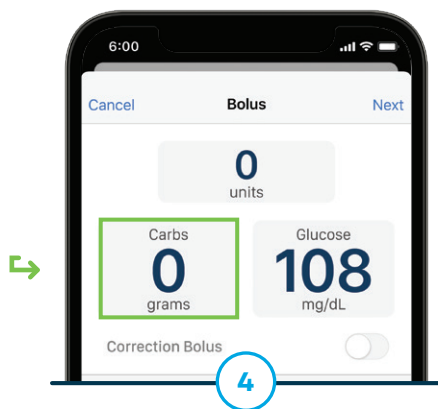 6:00
Cancel Bolus Next
0
units
Carbs Glucose
0 108
grams mg/dL
Correction Bolus
4